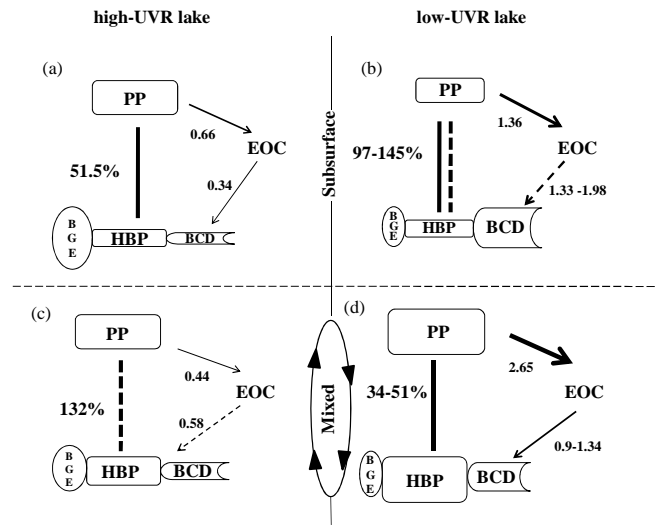 high-UVR lake
low-UVR lake
(a)
PP
0.66
EOC
51.5%
0.34
BGE
HBP
BCD
Subsurface
(b)
PP
1.36
EOC
97-145%
1.33 -1.98
BGE
HBP
BCD
(c)
PP
0.44
EOC
132%
0.58
BGE
HBP
BCD
Mixed
(d)
PP
2.65
EOC
34-51%
0.9-1.34
BGE
HBP
BCD